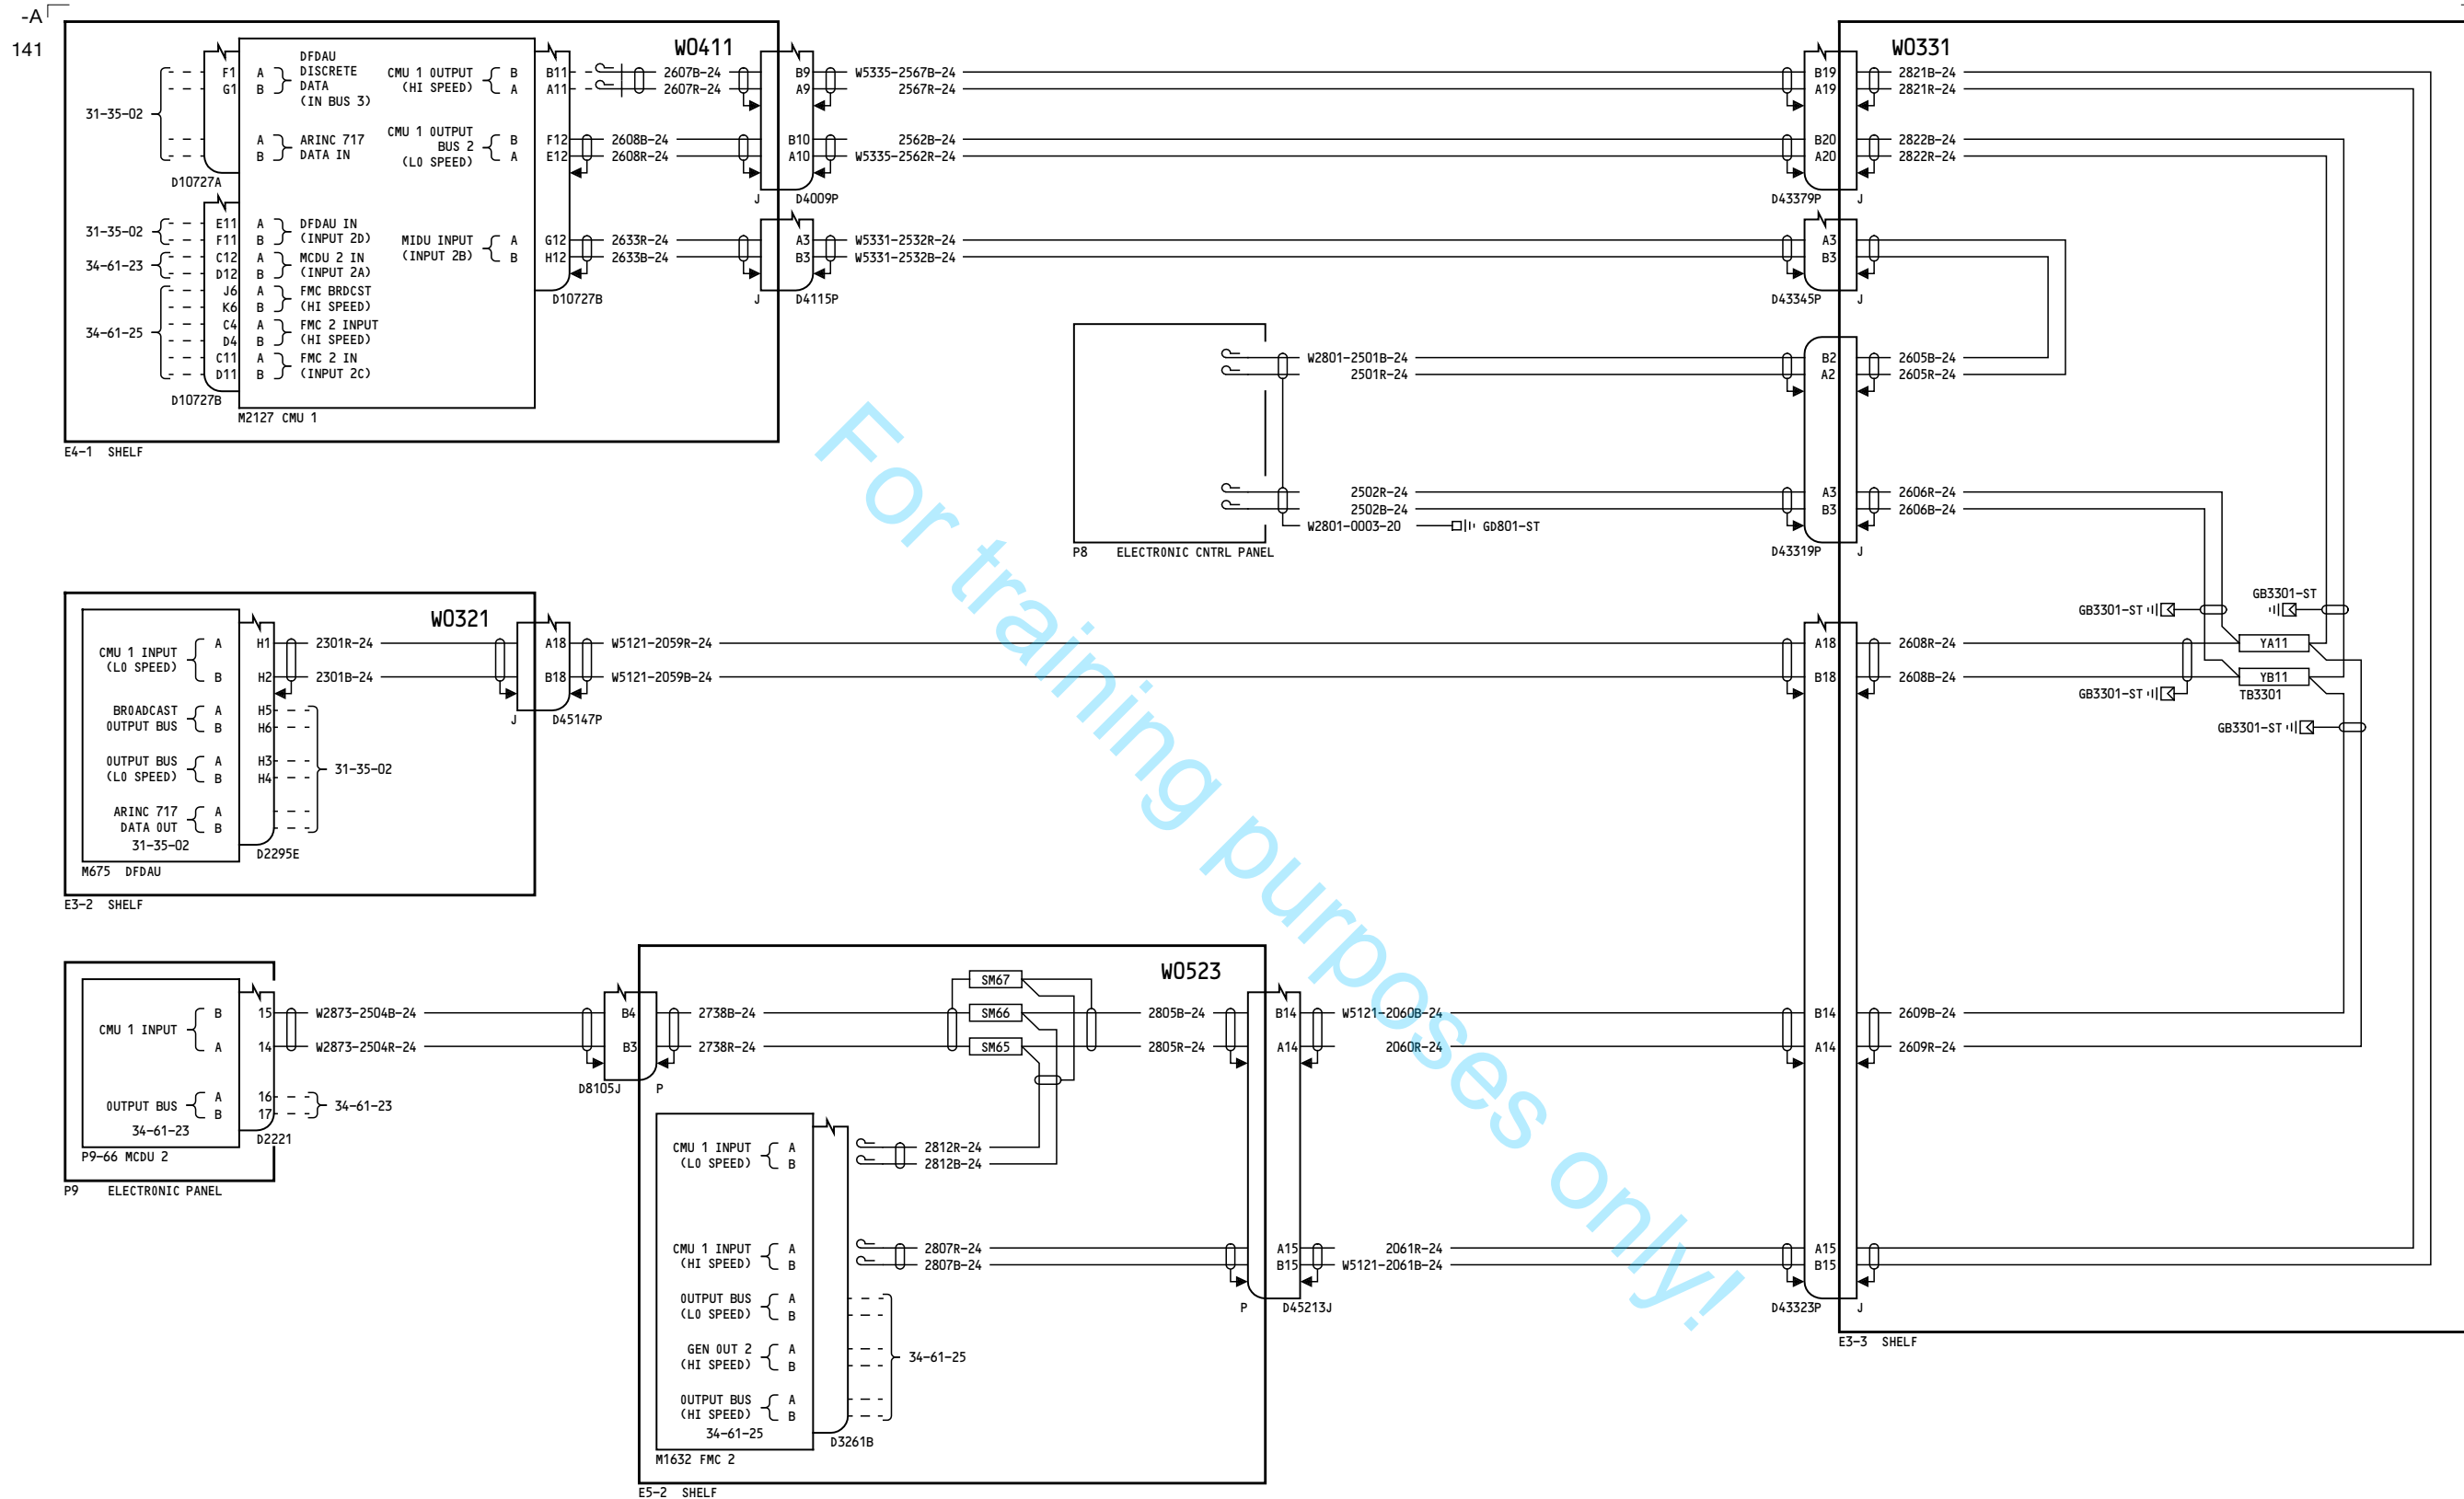 -A
141
W0411
DFDAU
DISCRETE
DATA
(IN BUS 3)
F1 A
G1 B
31-35-02
A ARINC 717
B DATA IN
D10727A
CMU 1 OUTPUT B B11 2607B-24 B9 W5335-2567B-24
(HI SPEED) A A11 2607R-24 A9 2567R-24
CMU 1 OUTPUT
BUS 2
(LO SPEED)
B F12 2608B-24 B10 2562B-24
A E12 2608R-24 A10 W5335-2562R-24
J D4009P
31-35-02
E11 A DFDAU IN
F11 B (INPUT 2D)
34-61-23
C12 A MCDU 2 IN
D12 B (INPUT 2A)
34-61-25
J6 A FMC BRDCST
K6 B (HI SPEED)
C4 A FMC 2 INPUT
D4 B (HI SPEED)
C11 A FMC 2 IN
D11 B (INPUT 2C)
D10727B
MIDU INPUT A G12 2633R-24 A3 W5331-2532R-24
(INPUT 2B) B H12 2633B-24 B3 W5331-2532B-24
D10727B J D4115P
M2127 CMU 1
E4-1 SHELF
W0331
B19 2821B-24
A19 2821R-24
B20 2822B-24
A20 2822R-24
D43379P J
A3
B3
D43345P J
W2801-2501B-24 B2 2605B-24
2501R-24 A2 2605R-24
2502R-24 A3 2606R-24
2502B-24 B3 2606B-24
W2801-0003-20 GD801-ST
P8 ELECTRONIC CNTRL PANEL
D43319P J
W0321
CMU 1 INPUT
(LO SPEED)
A H1 2301R-24 A18 W5121-2059R-24 A18 2608R-24
B H2 2301B-24 B18 W5121-2059B-24 B18 2608B-24
J D45147P
GB3301-ST
GB3301-ST
YA11
YB11
GB3301-ST
TB3301
GB3301-ST
BROADCAST A H5
OUTPUT BUS B H6
OUTPUT BUS A H3
(LO SPEED) B H4
31-35-02
ARINC 717 A
DATA OUT B
31-35-02
D2295E
M675 DFDAU
E3-2 SHELF
W0523
SM67
CMU 1 INPUT
B 15 W2873-2504B-24 B4 2738B-24 SM66 2805B-24 B14 W5121-2060B-24 B14 2609B-24
A 14 W2873-2504R-24 B3 2738R-24 SM65 2805R-24 A14 2060R-24 A14 2609R-24
D8105J P
OUTPUT BUS
A 16
B 17
34-61-23
34-61-23
D2221
P9-66 MCDU 2
P9 ELECTRONIC PANEL
CMU 1 INPUT A 2812R-24
(LO SPEED) B 2812B-24
CMU 1 INPUT A 2807R-24 A15 2061R-24 A15
(HI SPEED) B 2807B-24 B15 W5121-2061B-24 B15
P D45213J D43323P J
OUTPUT BUS A
(LO SPEED) B
GEN OUT 2 A
(HI SPEED) B
34-61-25
OUTPUT BUS A
(HI SPEED) B
34-61-25
D3261B
M1632 FMC 2
E5-2 SHELF
E3-3 SHELF
For training purposes only!